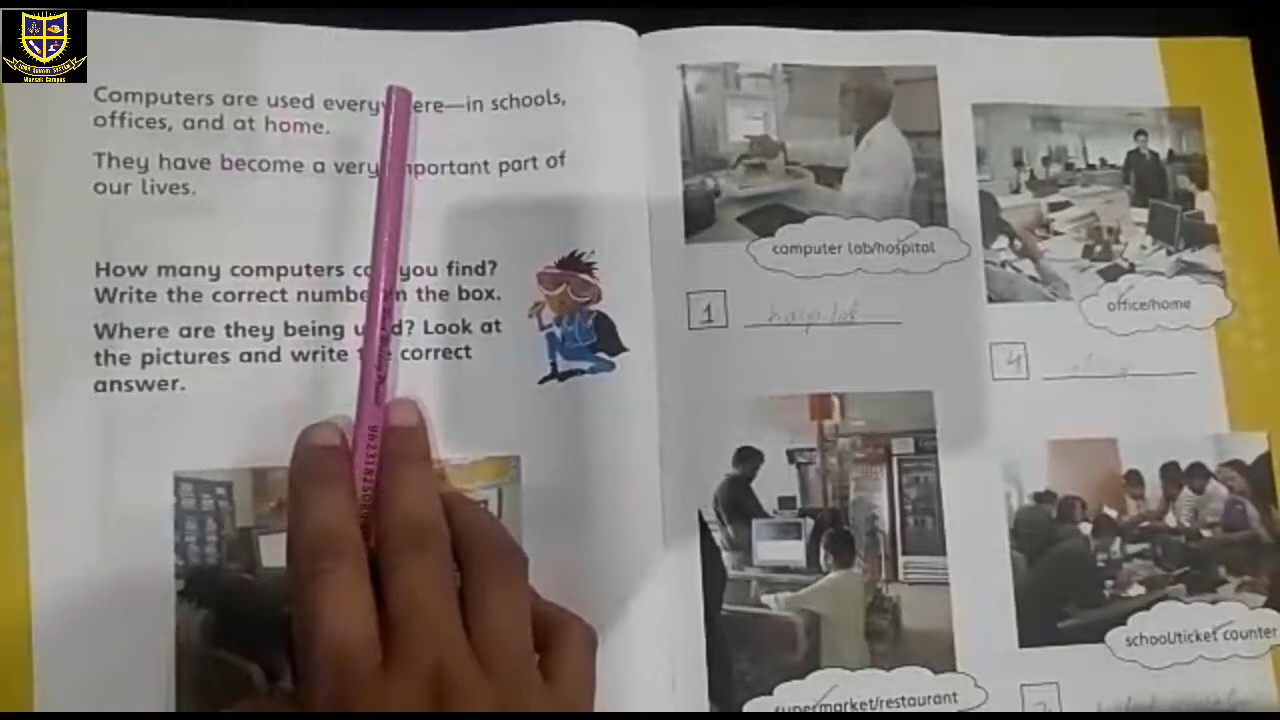 Computers are used every ere—in schools,
offices, and at home.
They have become a very mportant part of
our lives.
How many computers c you find?
Write the correct numbe n the box.
Where are they being u d? Look at
the pictures and write t e correct
answer.
computer lab/hospital
1
office/home
4
supermarket/restaurant
school/ticket counter